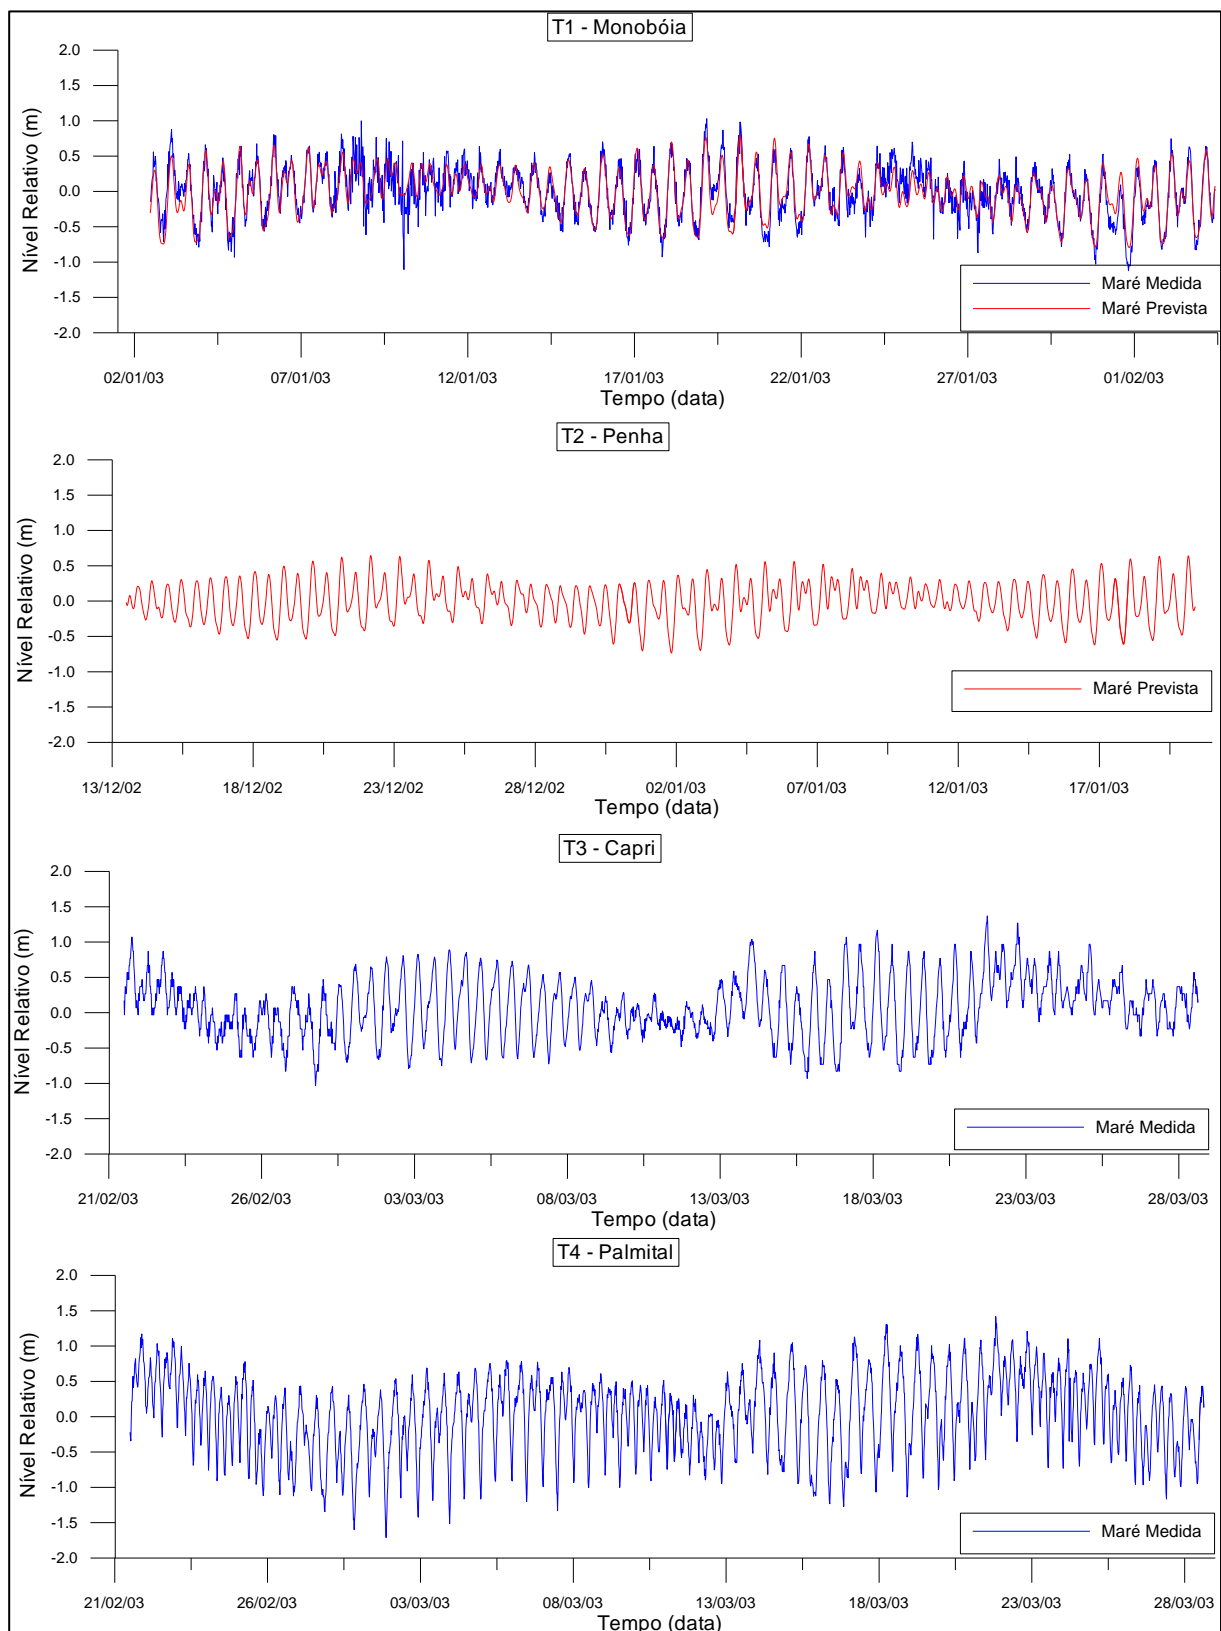 T1 - Monobóia
Nível Relativo (m)
2.0
1.5
1.0
0.5
0.0
-0.5
-1.0
-1.5
-2.0
Maré Medida
Maré Prevista
02/01/03 07/01/03 12/01/03 17/01/03 22/01/03 27/01/03 01/02/03
Tempo (data)
T2 - Penha
Nível Relativo (m)
2.0
1.5
1.0
0.5
0.0
-0.5
-1.0
-1.5
-2.0
Maré Prevista
13/12/02 18/12/02 23/12/02 28/12/02 02/01/03 07/01/03 12/01/03 17/01/03
Tempo (data)
T3 - Capri
Nível Relativo (m)
2.0
1.5
1.0
0.5
0.0
-0.5
-1.0
-1.5
-2.0
Maré Medida
21/02/03 26/02/03 03/03/03 08/03/03 13/03/03 18/03/03 23/03/03 28/03/03
Tempo (data)
T4 - Palmital
Nível Relativo (m)
2.0
1.5
1.0
0.5
0.0
-0.5
-1.0
-1.5
-2.0
Maré Medida
21/02/03 26/02/03 03/03/03 08/03/03 13/03/03 18/03/03 23/03/03 28/03/03
Tempo (data)